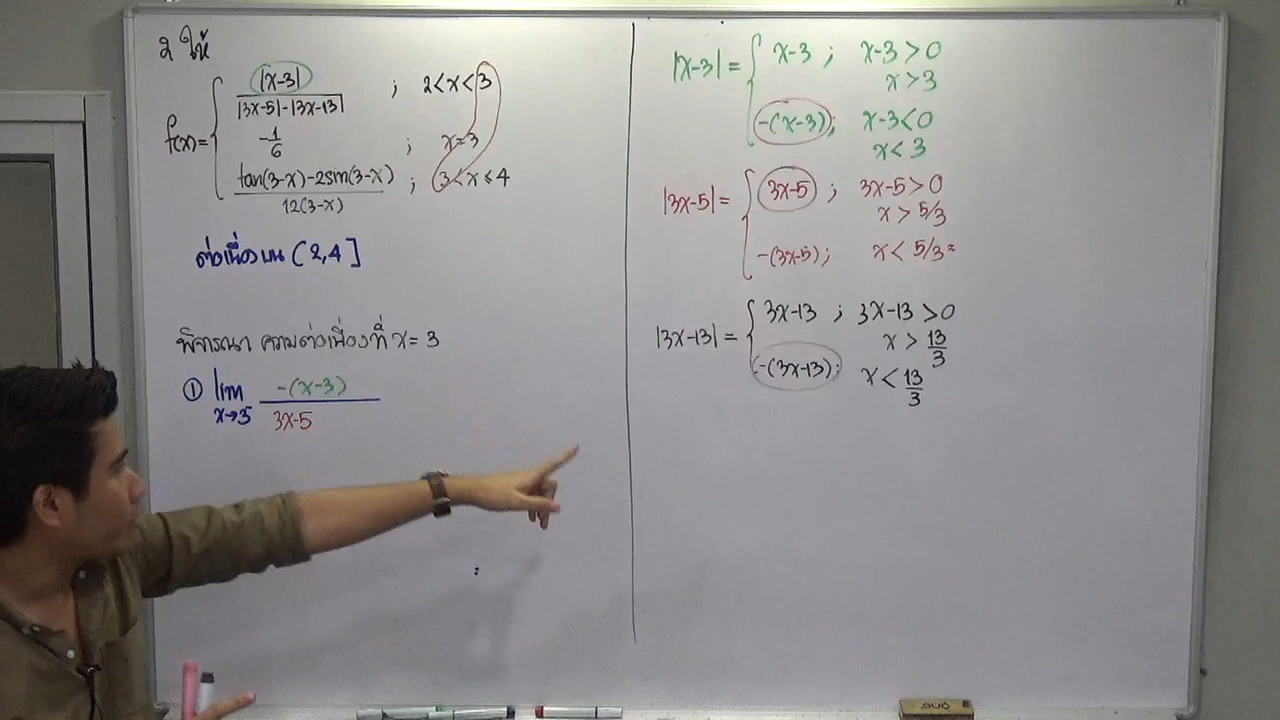 2 ให้
f(x)= { |x-3| / |3x-5|-|3x-13| ; 2<x<3
-1/6 ; x=3
tan(3-x)-2sin(3-x) / 12(3-x) ; 3<x≤4
ต่อเนื่องบน (2,4]
พิจารณา ความต่อเนื่องที่ x=3
① lim x→3⁻ -(x-3) / 3x-5
|x-3| = { x-3 ; x-3>0
x>3
-(x-3); x-3<0
x<3
|3x-5| = { 3x-5 ; 3x-5>0
x>5/3
-(3x-5); x<5/3
|3x-13| = { 3x-13 ; 3x-13>0
x>13/3
-(3x-13); x<13/3